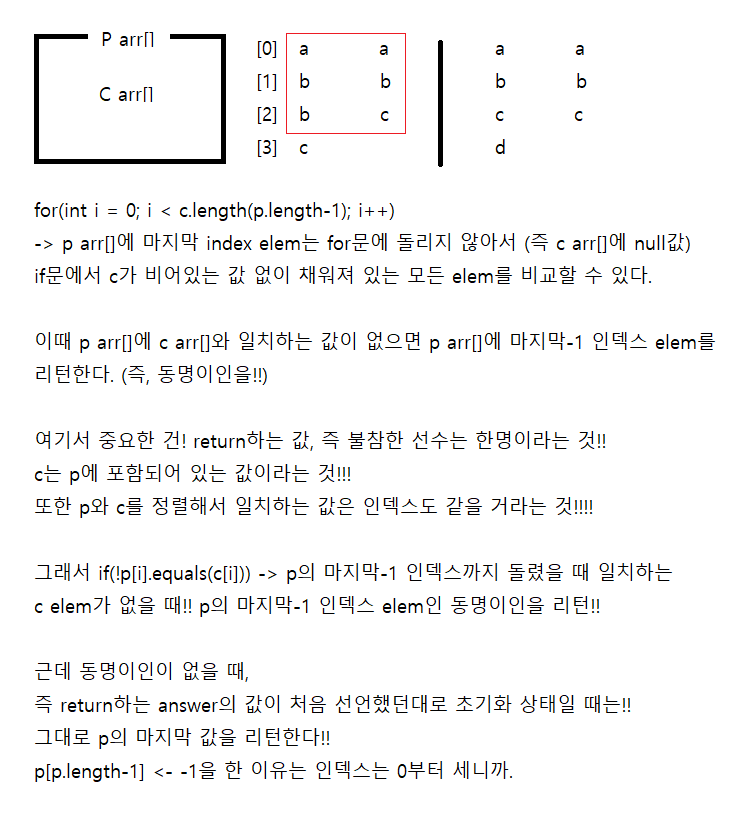 P arr[]
C arr[]
[0] a a a a
[1] b b b b
[2] b c c c
[3] c d
for(int i = 0; i < c.length(p.length-1); i++)
-> p arr[]에 마지막 index elem는 for문에 돌리지 않아서 (즉 c arr[]에 null값)
if문에서 c가 비어있는 값 없이 채워져 있는 모든 elem를 비교할 수 있다.
이때 p arr[]에 c arr[]와 일치하는 값이 없으면 p arr[]에 마지막-1 인덱스 elem를
리턴한다. (즉, 동명이인을!!)
여기서 중요한 건! return하는 값, 즉 불참한 선수는 한명이라는 것!!
c는 p에 포함되어 있는 값이라는 것!!!
또한 p와 c를 정렬해서 일치하는 값은 인덱스도 같을 거라는 것!!!!
그래서 if(!p[i].equals(c[i])) -> p의 마지막-1 인덱스까지 돌렸을 때 일치하는
c elem가 없을 때!! p의 마지막-1 인덱스 elem인 동명이인을 리턴!!
근데 동명이인이 없을 때,
즉 return하는 answer의 값이 처음 선언했던대로 초기화 상태일 때는!!
그대로 p의 마지막 값을 리턴한다!!
p[p.length-1] <- -1을 한 이유는 인덱스는 0부터 세니까.